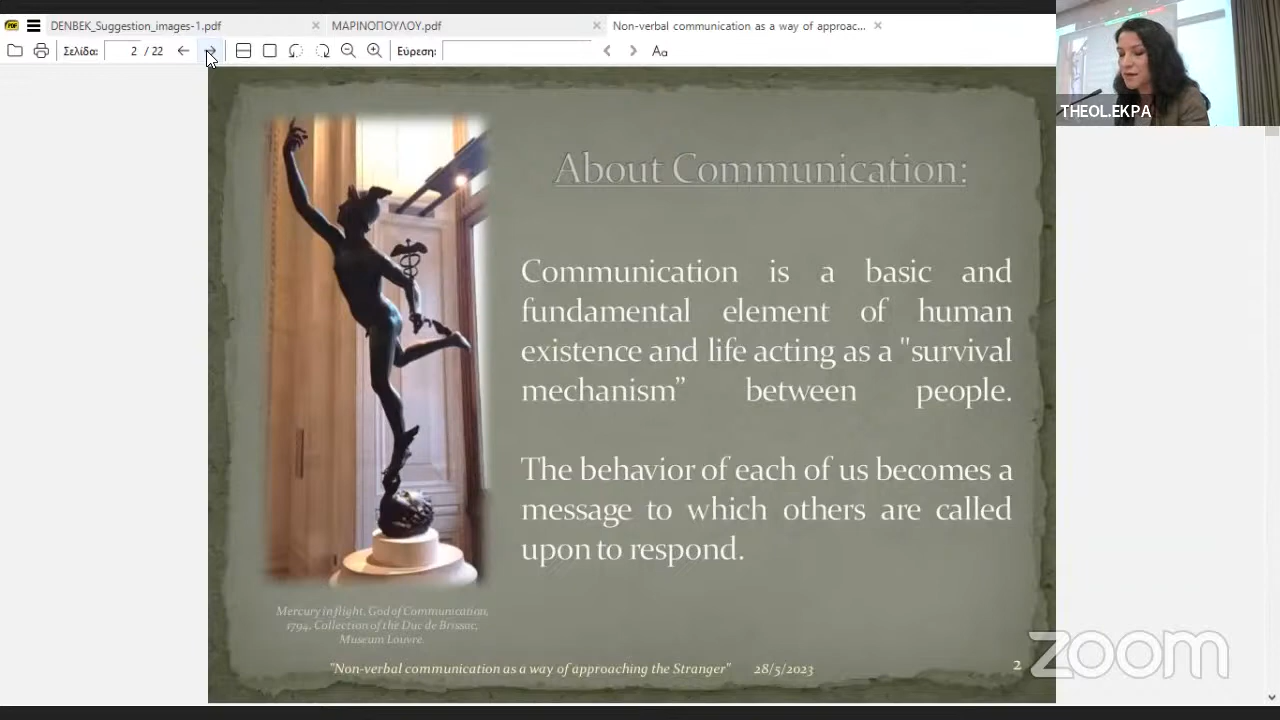 DENBEK_Suggestion_images-1.pdf
ΜΑΡΙΝΟΠΟΥΛΟΥ.pdf
Non-verbal communication as a way of approac...
Σελίδα:
2 / 22
Εύρεση:
Aα
THEOL.EKPA
About Communication:
Communication is a basic and
fundamental element of human
existence and life acting as a "survival
mechanism” between people.
The behavior of each of us becomes a
message to which others are called
upon to respond.
Mercury in flight, God of Communication,
1794, Collection of the Duc de Brissac,
Museum Louvre.
"Non-verbal communication as a way of approaching the Stranger" 28/5/2023
2
zoom